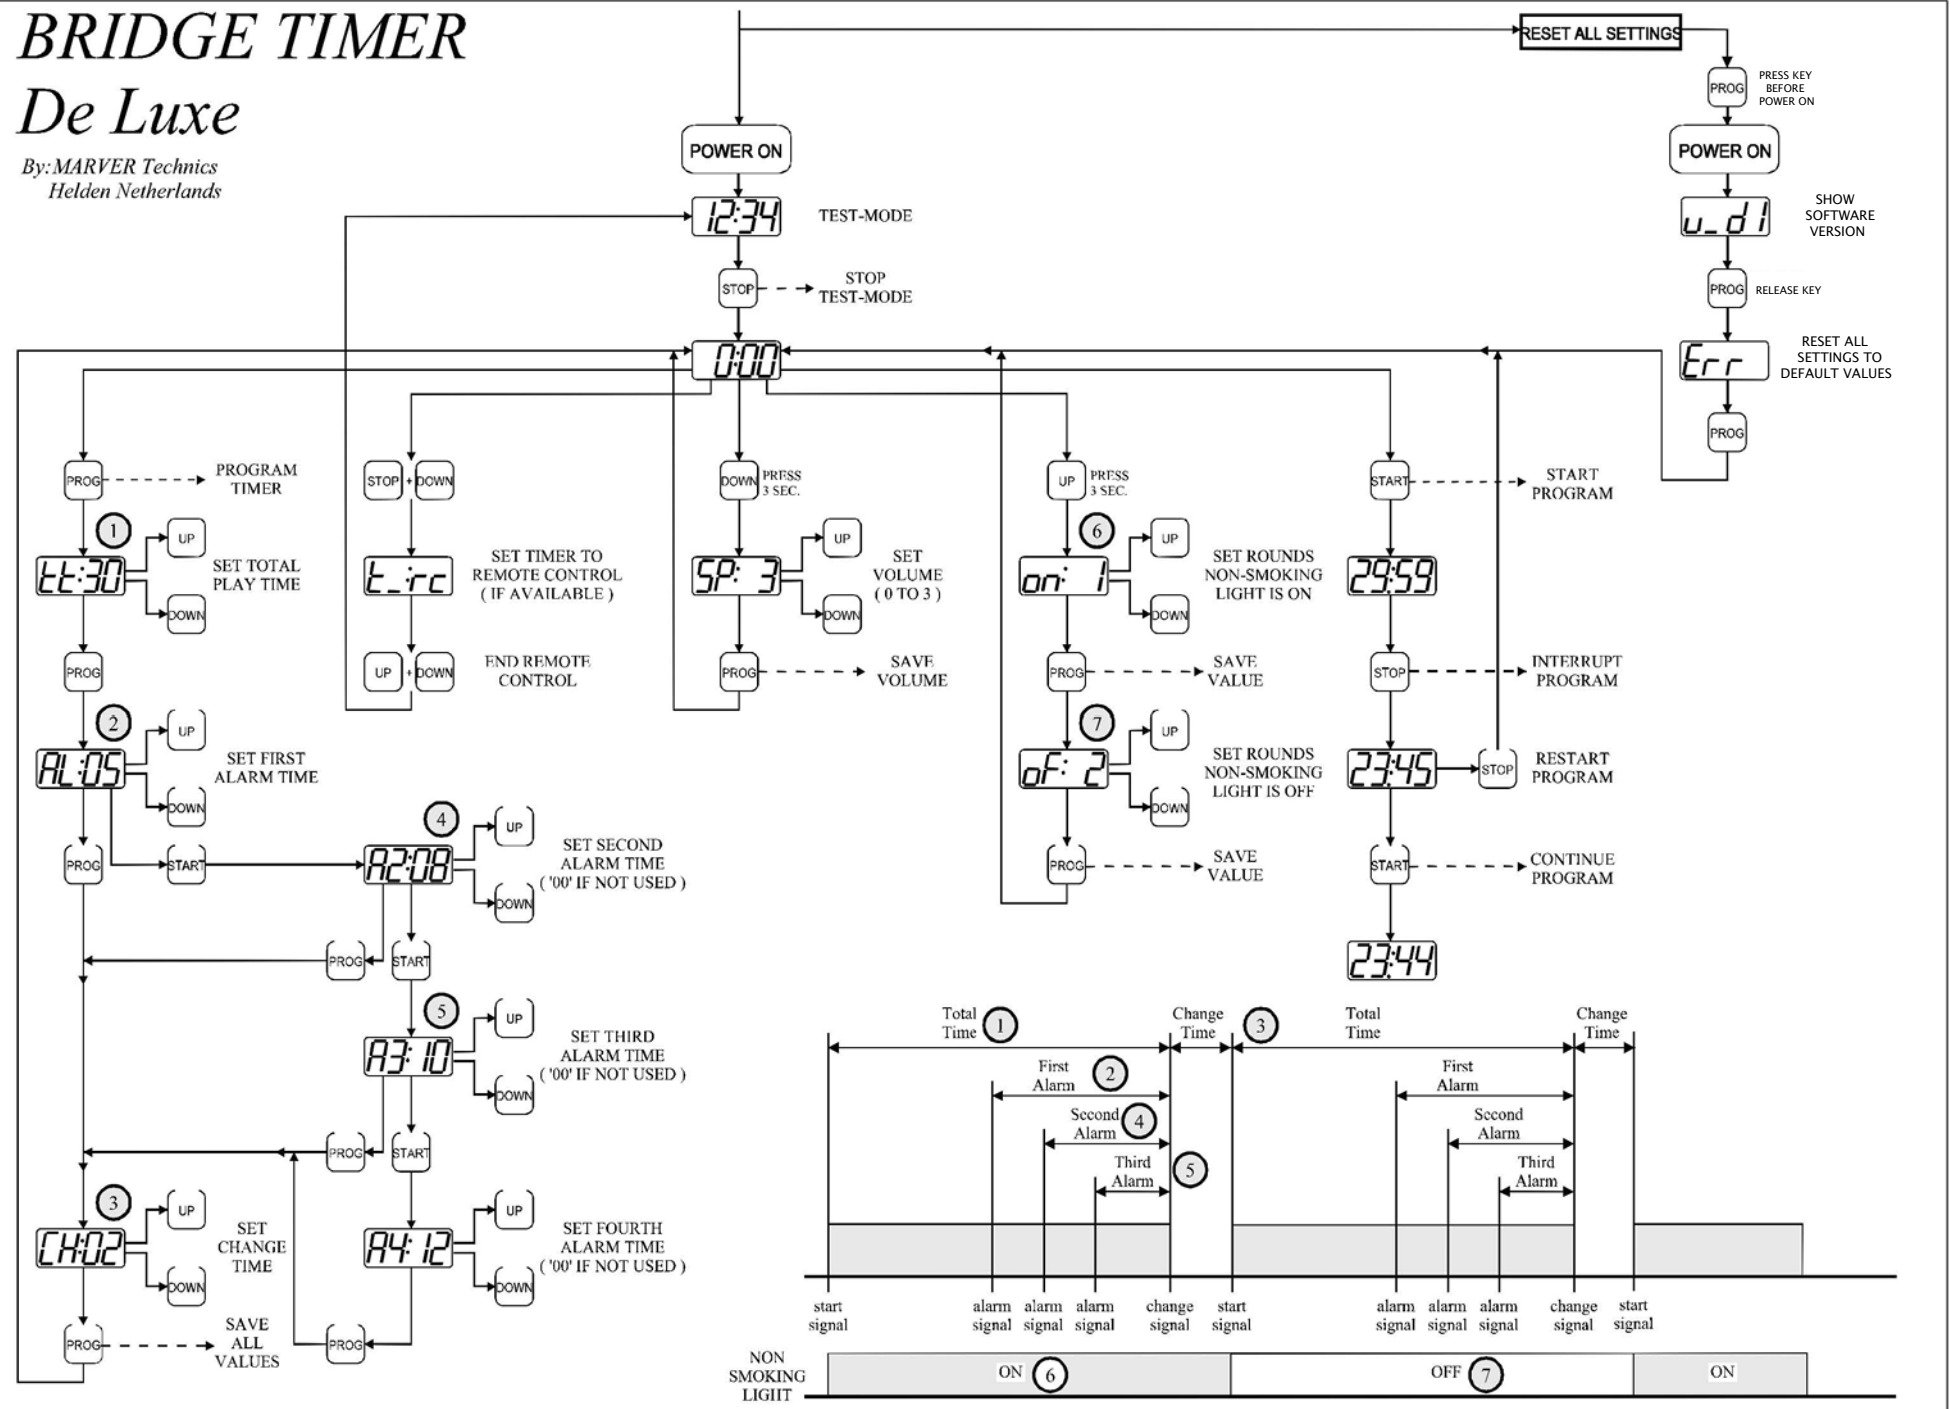 BRIDGE TIMER
De Luxe
By:MARVER Technics
Helden Netherlands
RESET ALL SETTINGS
PROG
PRESS KEY
BEFORE
POWER ON
POWER ON
POWER ON
12:34
TEST-MODE
u_d1
SHOW
SOFTWARE
VERSION
STOP
STOP
TEST-MODE
PROG
RELEASE KEY
0:00
Err
RESET ALL
SETTINGS TO
DEFAULT VALUES
PROG
PROG
PROGRAM
TIMER
1
UP
tt:30
SET TOTAL
PLAY TIME
DOWN
PROG
2
UP
AL:05
SET FIRST
ALARM TIME
DOWN
PROG
START
4
UP
A2:08
SET SECOND
ALARM TIME
( '00' IF NOT USED )
DOWN
PROG
START
5
UP
A3:10
SET THIRD
ALARM TIME
( '00' IF NOT USED )
DOWN
PROG
START
3
UP
CH:02
SET
CHANGE
TIME
DOWN
UP
A4:12
SET FOURTH
ALARM TIME
( '00' IF NOT USED )
DOWN
PROG
SAVE
ALL
VALUES
PROG
STOP + DOWN
t_rc
SET TIMER TO
REMOTE CONTROL
( IF AVAILABLE )
UP + DOWN
END REMOTE
CONTROL
DOWN
PRESS
3 SEC.
UP
SP: 3
SET
VOLUME
( 0 TO 3 )
DOWN
PROG
SAVE
VOLUME
UP
PRESS
3 SEC.
6
UP
on: 1
SET ROUNDS
NON-SMOKING
LIGHT IS ON
DOWN
PROG
SAVE
VALUE
7
UP
oF: 2
SET ROUNDS
NON-SMOKING
LIGHT IS OFF
DOWN
PROG
SAVE
VALUE
START
START
PROGRAM
29:59
STOP
INTERRUPT
PROGRAM
23:45
STOP
RESTART
PROGRAM
START
CONTINUE
PROGRAM
23:44
Total
Time
1
Change
Time
3
Total
Time
Change
Time
First
Alarm
2
First
Alarm
Second
Alarm
4
Second
Alarm
Third
Alarm
5
Third
Alarm
start
signal
alarm
signal
alarm
signal
alarm
signal
change
signal
start
signal
alarm
signal
alarm
signal
alarm
signal
change
signal
start
signal
NON
SMOKING
LIGHT
ON 6
OFF 7
ON